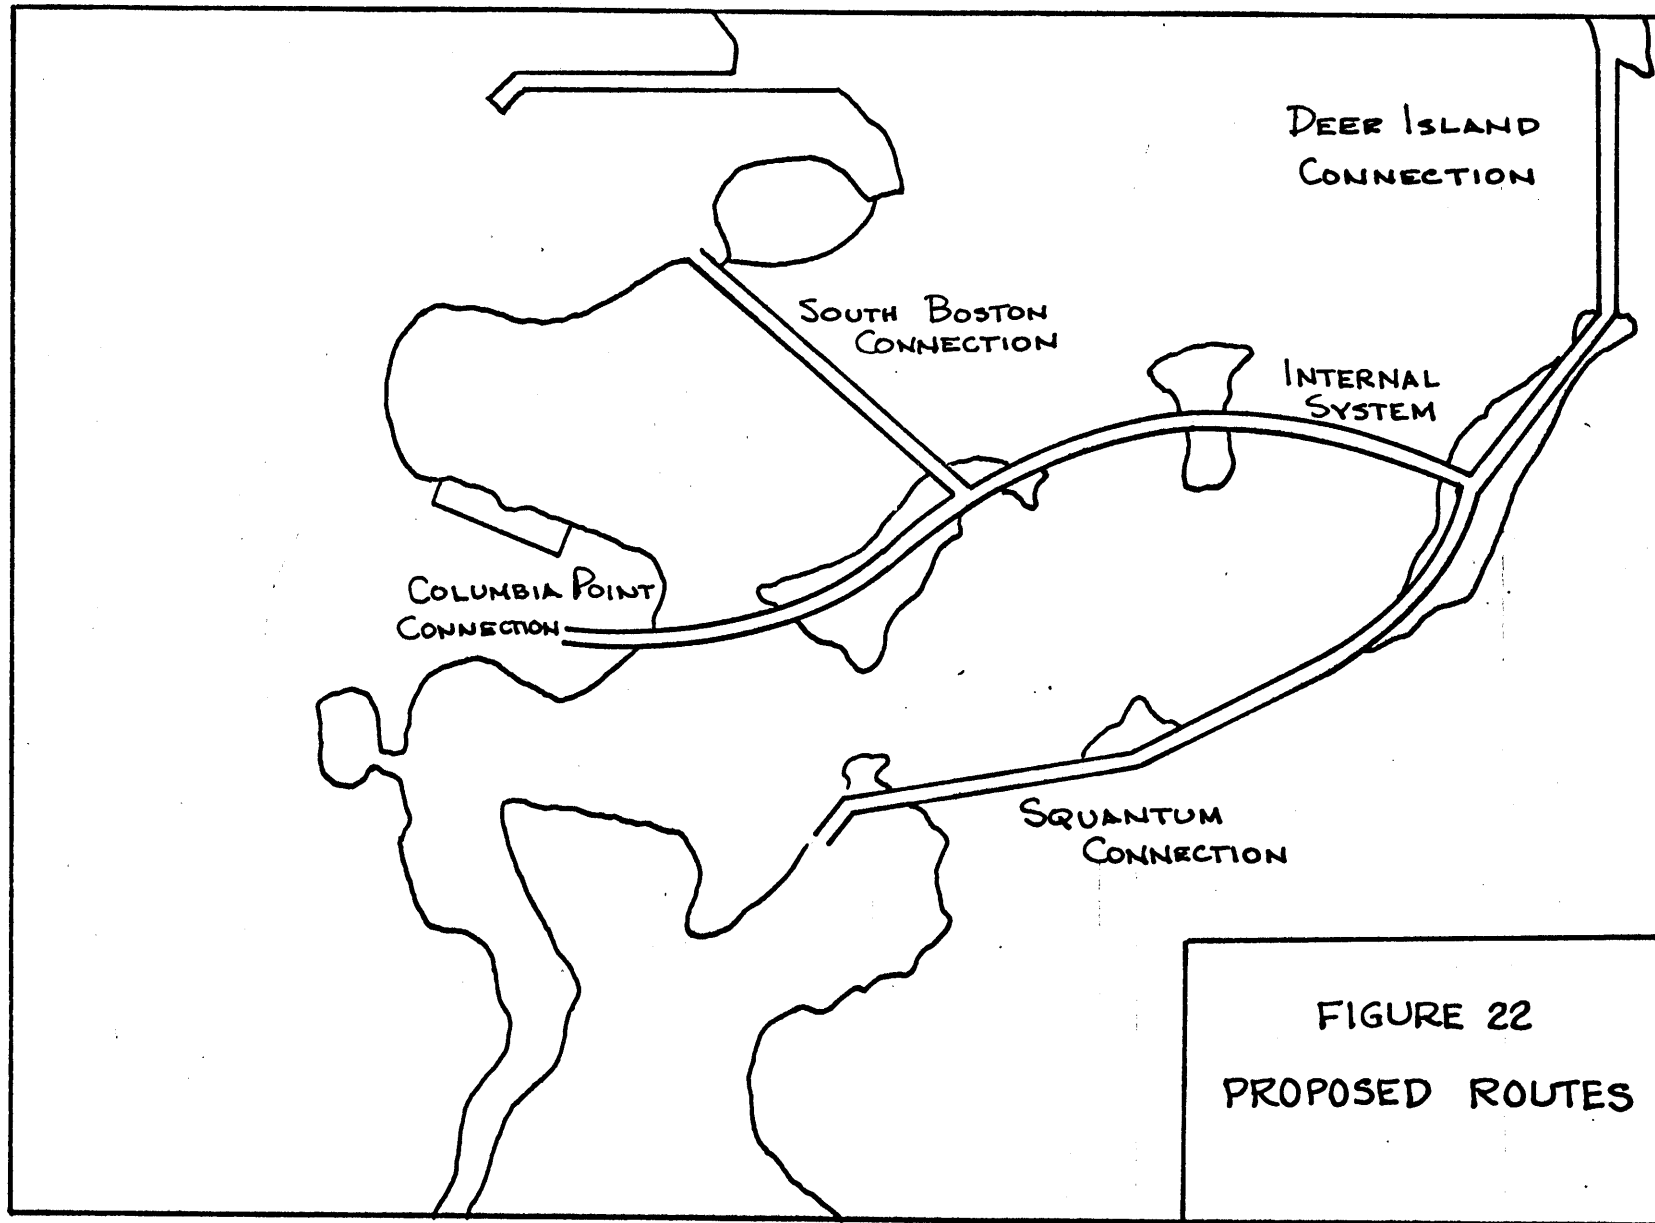 DEER ISLAND
CONNECTION
SOUTH BOSTON
CONNECTION
INTERNAL
SYSTEM
COLUMBIA POINT
CONNECTION
SQUANTUM
CONNECTION
FIGURE 22
PROPOSED ROUTES